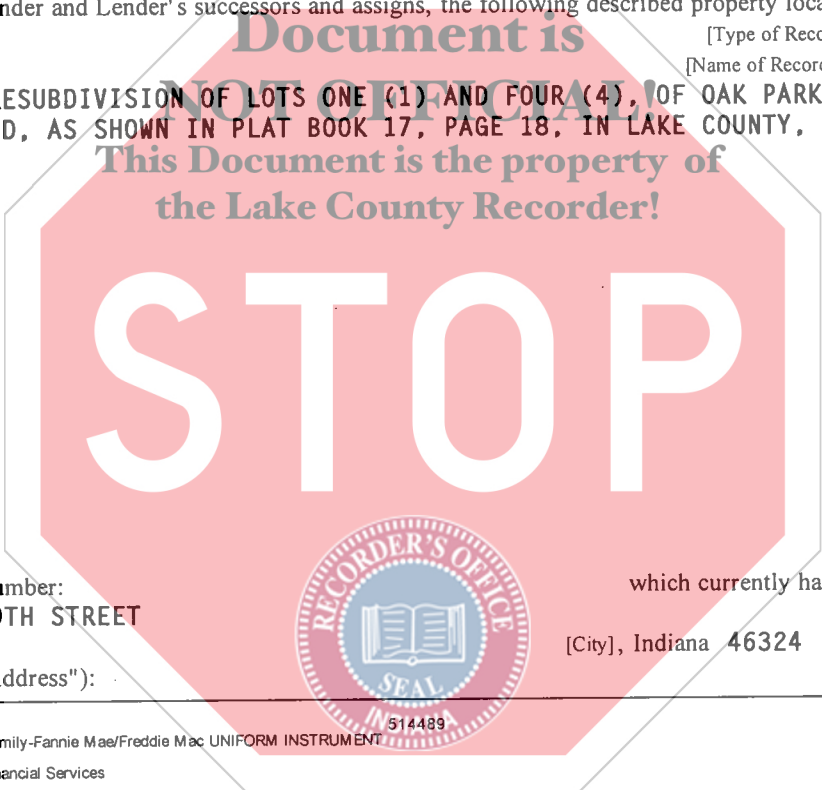 nder and Lender's successors and assigns, the following described property loca
Document is
[Type of Reco
[Name of Record
ESUBDIVISION OF LOTS ONE (1) AND FOUR (4), OF OAK PARK
NOT OFFICIAL!
D, AS SHOWN IN PLAT BOOK 17, PAGE 18, IN LAKE COUNTY,
This Document is the property of
the Lake County Recorder!
STOP
RECORDER'S OFFICE
SEAL
INDIANA
umber:
which currently ha
TH STREET
[City], Indiana 46324
ddress"):
514489
mily-Fannie Mae/Freddie Mac UNIFORM INSTRUMENT
ancial Services